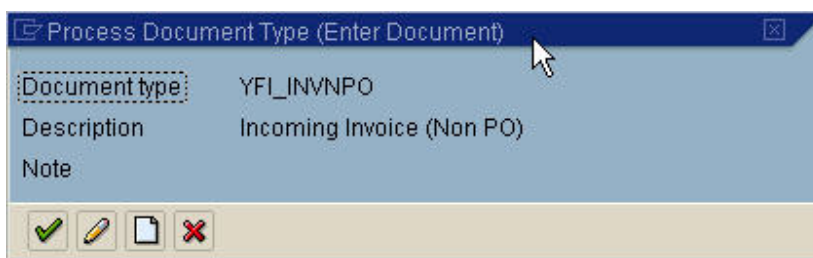 Process Document Type (Enter Document)
Document type YFI_INVNPO
Description Incoming Invoice (Non PO)
Note